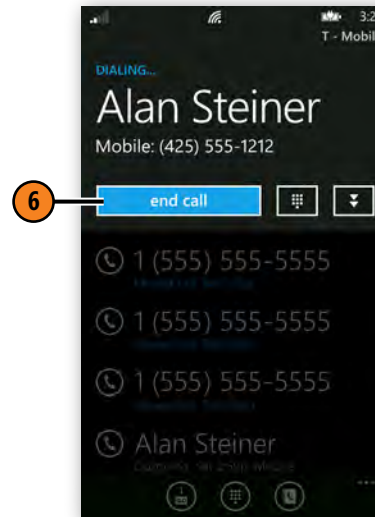 3:2
T - Mobil
DIALING...
Alan Steiner
Mobile: (425) 555-1212
6
end call
1 (555) 555-5555
1 (555) 555-5555
1 (555) 555-5555
Alan Steiner